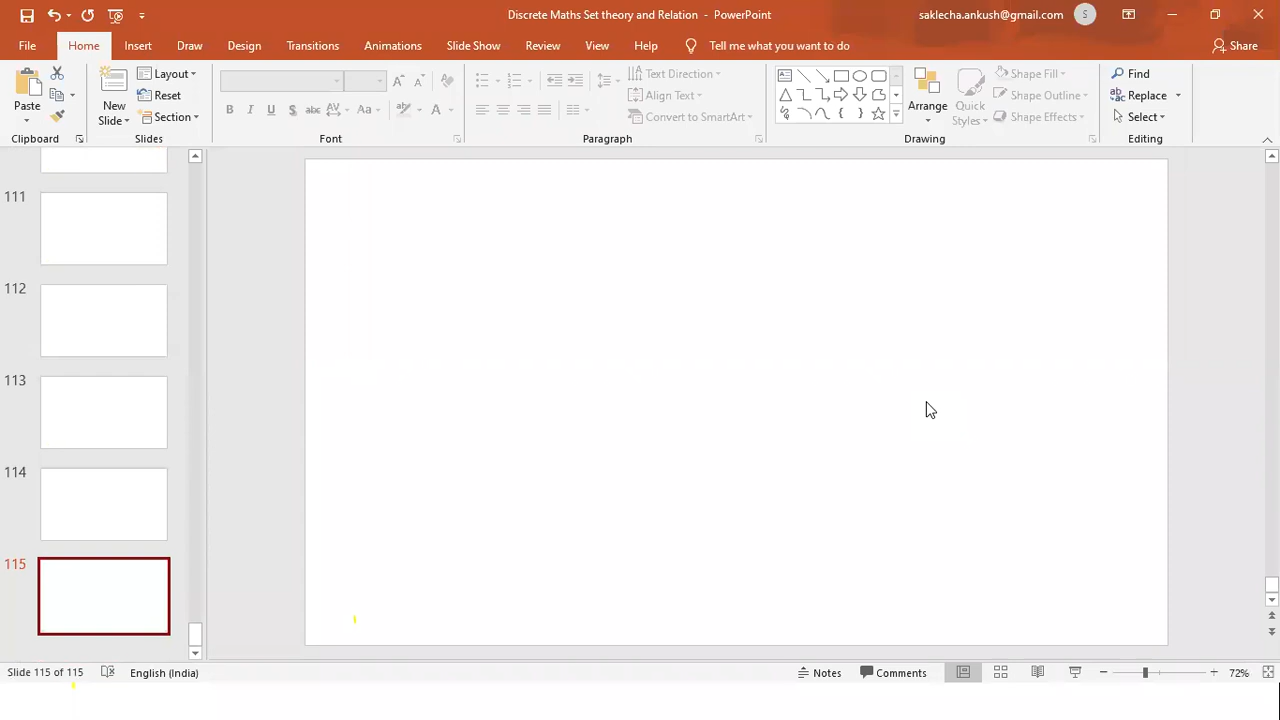 Discrete Maths Set theory and Relation - PowerPoint
saklecha.ankush@gmail.com
S
File
Home
Insert
Draw
Design
Transitions
Animations
Slide Show
Review
View
Help
Tell me what you want to do
Share
Paste
Clipboard
New
Slide
Layout
Reset
Section
Slides
B I U S abc AV Aa A
Font
Text Direction
Align Text
Convert to SmartArt
Paragraph
Arrange
Quick
Styles
Shape Fill
Shape Outline
Shape Effects
Drawing
Find
Replace
Select
Editing
111
112
113
114
115
Slide 115 of 115
English (India)
Notes
Comments
72%